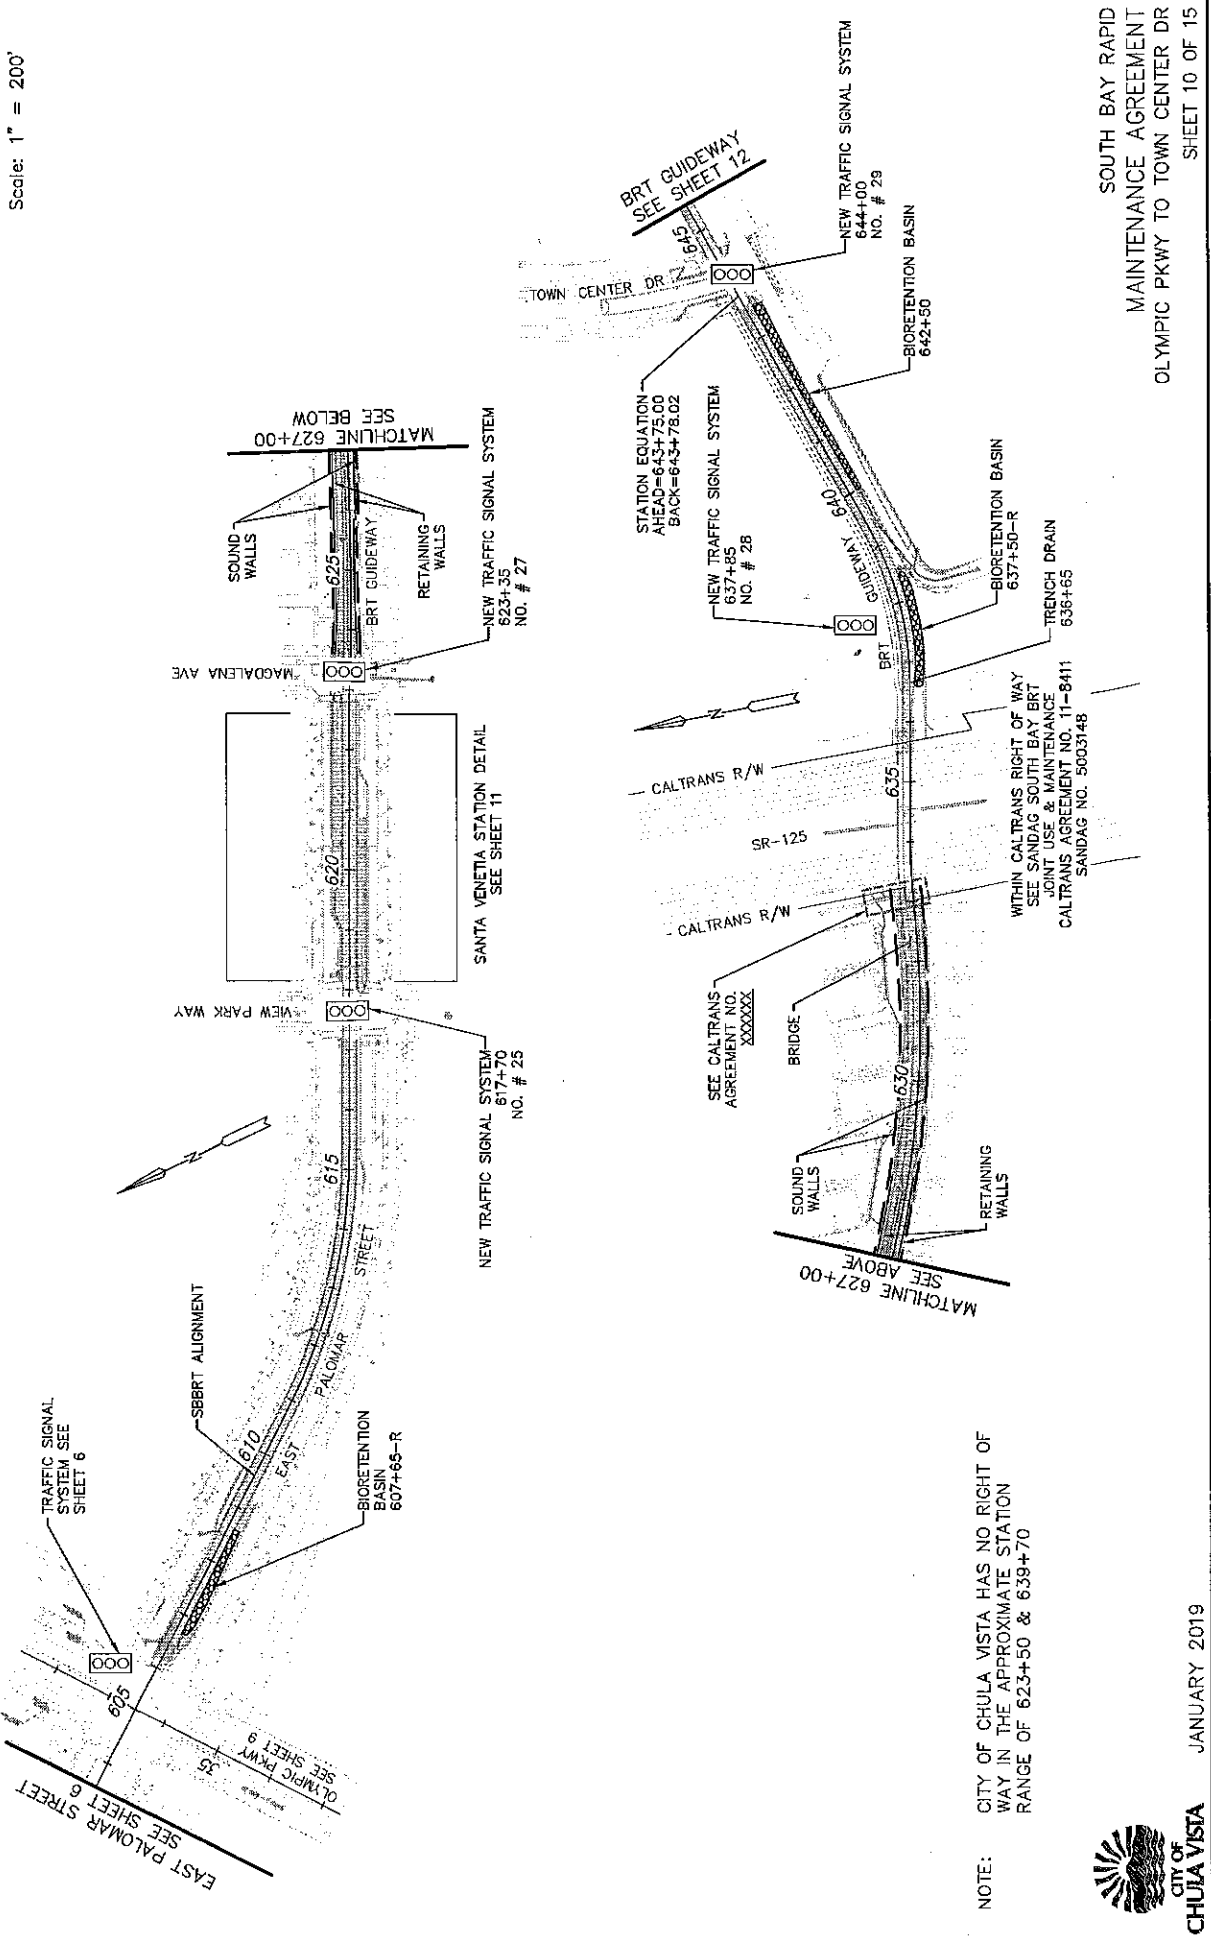 Scale: 1" = 200'
EAST PALOMAR STREET
SEE SHEET 6
605
35
OLYMPIC PKWY
SEE SHEET 9
TRAFFIC SIGNAL
SYSTEM SEE
SHEET 6
SBBRT ALIGNMENT
610
EAST
PALOMAR
STREET
BIORETENTION
BASIN
607+65-R
615
N
NEW TRAFFIC SIGNAL SYSTEM
617+70
NO. # 25
VIEW PARK WAY
620
SANTA VENETIA STATION DETAIL
SEE SHEET 11
MAGDALENA AVE
NEW TRAFFIC SIGNAL SYSTEM
623+35
NO. # 27
SOUND
WALLS
625
BRT GUIDEWAY
RETAINING
WALLS
MATCHLINE 627+00
SEE BELOW
MATCHLINE 627+00
SEE ABOVE
SOUND
WALLS
RETAINING
WALLS
630
BRIDGE
SEE CALTRANS
AGREEMENT NO.
XXXXXX
CALTRANS R/W
SR-125
CALTRANS R/W
635
N
WITHIN CALTRANS RIGHT OF WAY
SEE SANDAG SOUTH BAY BRT
JOINT USE & MAINTENANCE
CALTRANS AGREEMENT NO. 11-8411
SANDAG NO. 5003148
TRENCH DRAIN
636+65
BIORETENTION BASIN
637+50-R
NEW TRAFFIC SIGNAL SYSTEM
637+85
NO. # 28
BRT
GUIDEWAY
640
STATION EQUATION
AHEAD=643+75.00
BACK=643+78.02
BIORETENTION BASIN
642+50
TOWN CENTER DR
NEW TRAFFIC SIGNAL SYSTEM
644+00
NO. # 29
645
BRT GUIDEWAY
SEE SHEET 12
NOTE: CITY OF CHULA VISTA HAS NO RIGHT OF
WAY IN THE APPROXIMATE STATION
RANGE OF 623+50 & 639+70
CITY OF
CHULA VISTA
JANUARY 2019
SOUTH BAY RAPID
MAINTENANCE AGREEMENT
OLYMPIC PKWY TO TOWN CENTER DR
SHEET 10 OF 15